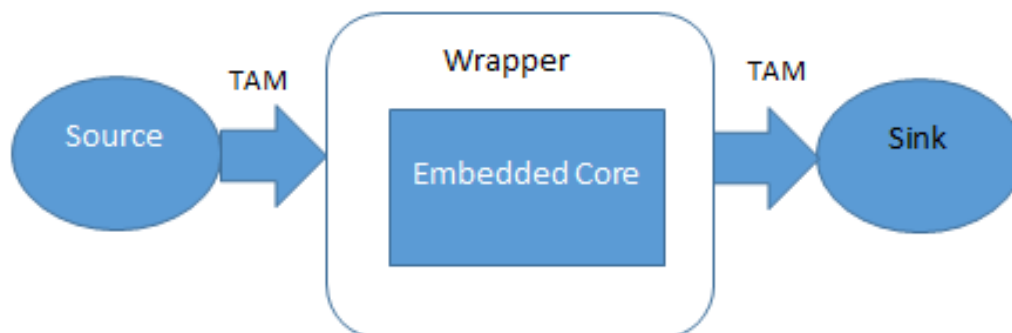 Wrapper
TAM
TAM
Source
Sink
Embedded Core